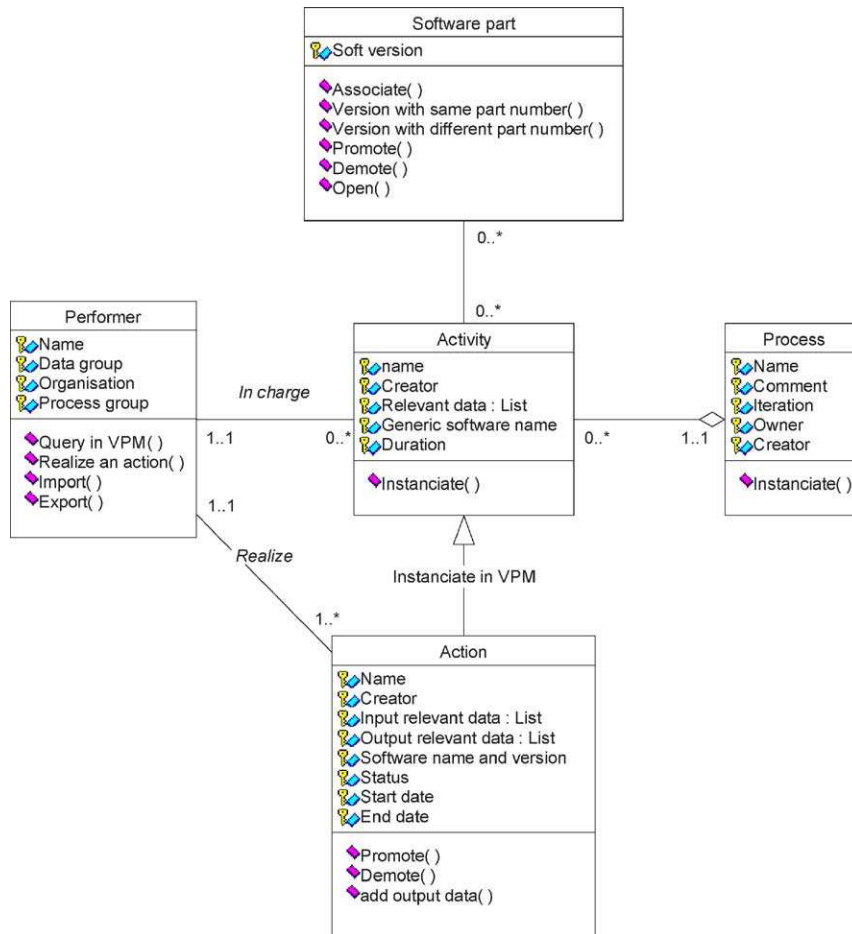 Software part
Soft version
Associate( )
Version with same part number( )
Version with different part number( )
Promote( )
Demote( )
Open( )
0..*
0..*
Performer
Name
Data group
Organisation
Process group
Query in VPM( )
Realize an action( )
Import( )
Export( )
In charge
1..1
0..*
Activity
name
Creator
Relevant data : List
Generic software name
Duration
Instanciate( )
0..*
1..1
Process
Name
Comment
Iteration
Owner
Creator
Instanciate( )
1..1
Realize
1..*
Instanciate in VPM
Action
Name
Creator
Input relevant data : List
Output relevant data : List
Software name and version
Status
Start date
End date
Promote( )
Demote( )
add output data( )